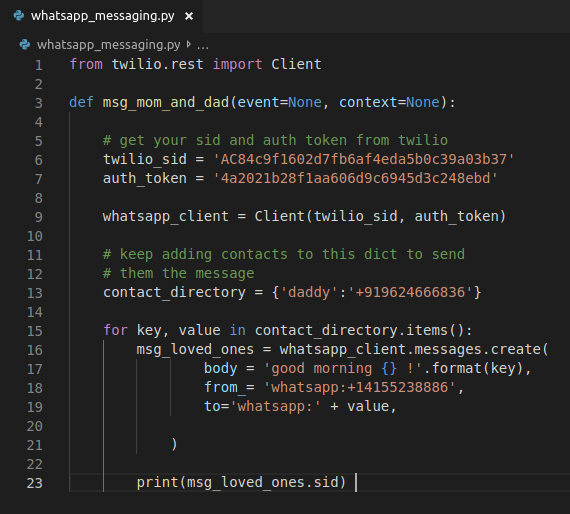 whatsapp_messaging.py ×
whatsapp_messaging.py › ...
1 from twilio.rest import Client
2
3 def msg_mom_and_dad(event=None, context=None):
4
5 # get your sid and auth token from twilio
6 twilio_sid = 'AC84c9f1602d7fb6af4eda5b0c39a03b37'
7 auth_token = '4a2021b28f1aa606d9c6945d3c248ebd'
8
9 whatsapp_client = Client(twilio_sid, auth_token)
10
11 # keep adding contacts to this dict to send
12 # them the message
13 contact_directory = {'daddy':'+919624666836'}
14
15 for key, value in contact_directory.items():
16 msg_loved_ones = whatsapp_client.messages.create(
17 body = 'good morning {} !'.format(key),
18 from_= 'whatsapp:+14155238886',
19 to='whatsapp:' + value,
20
21 )
22
23 print(msg_loved_ones.sid)